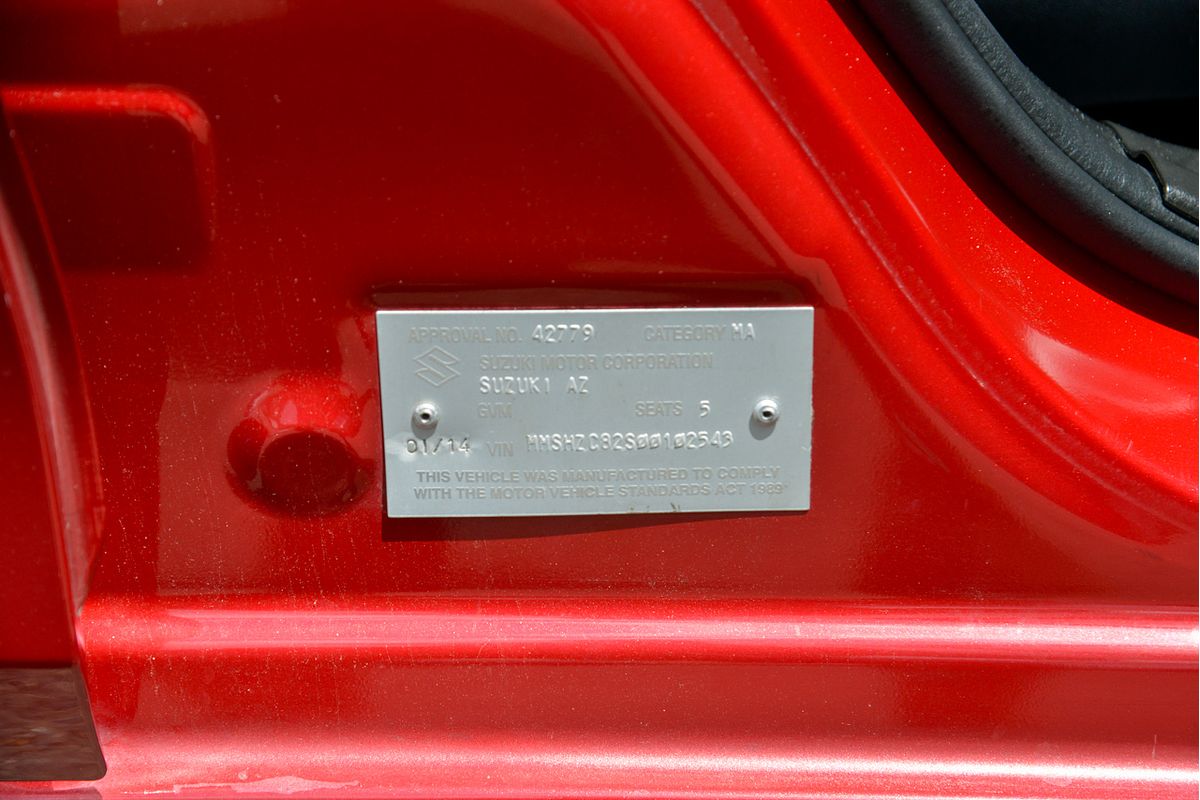 APPROVAL NO. 42779 CATEGORY MA
SUZUKI MOTOR CORPORATION
SUZUKI AZ
GVM SEATS 5
01/14 VIN MMSHZC82S00102543
THIS VEHICLE WAS MANUFACTURED TO COMPLY
WITH THE MOTOR VEHICLE STANDARDS ACT 1989